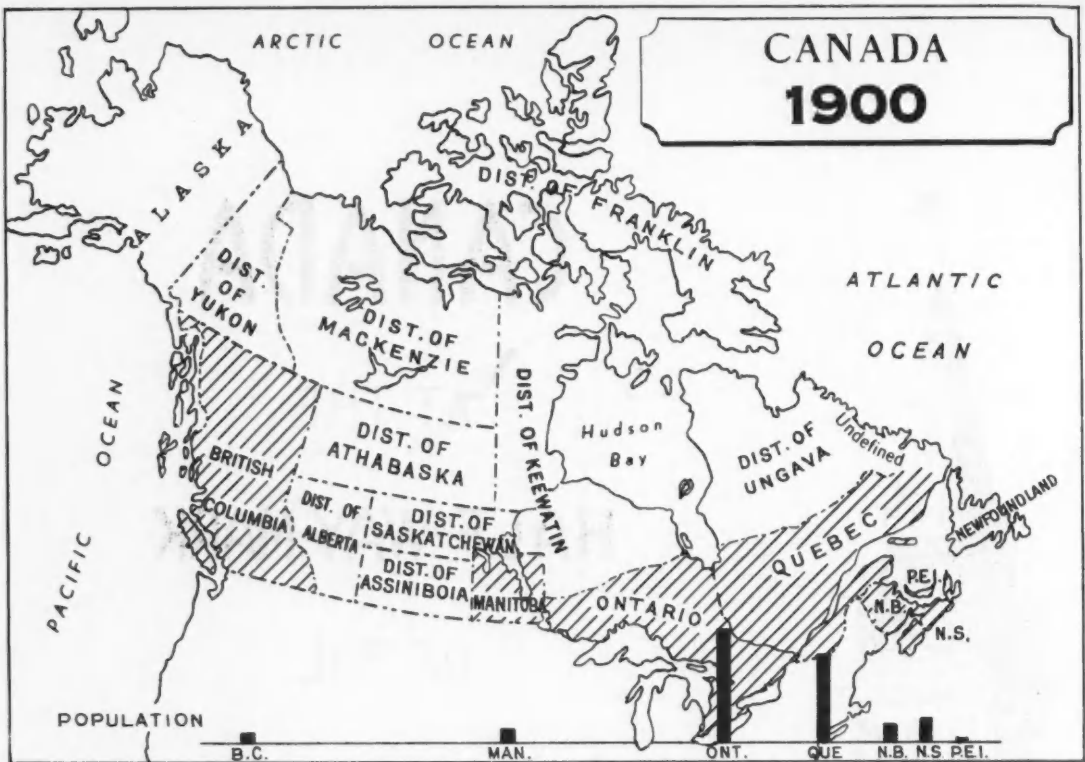 CANADA
1900
ARCTIC OCEAN
ALASKA
DIST. OF
FRANKLIN
DIST.
OF
YUKON
DIST. OF
MACKENZIE
ATLANTIC
OCEAN
PACIFIC OCEAN
DIST. OF KEEWATIN
Hudson
Bay
DIST. OF
UNGAVA
Undefined
DIST. OF
ATHABASKA
BRITISH
COLUMBIA
DIST. OF
ALBERTA
DIST. OF
SASKATCHEWAN
DIST. OF
ASSINIBOIA
MANITOBA
ONTARIO
QUEBEC
NEWFOUNDLAND
P.E.I.
N.B.
N.S.
POPULATION
B.C. MAN. ONT. QUE N.B. N.S. P.E.I.